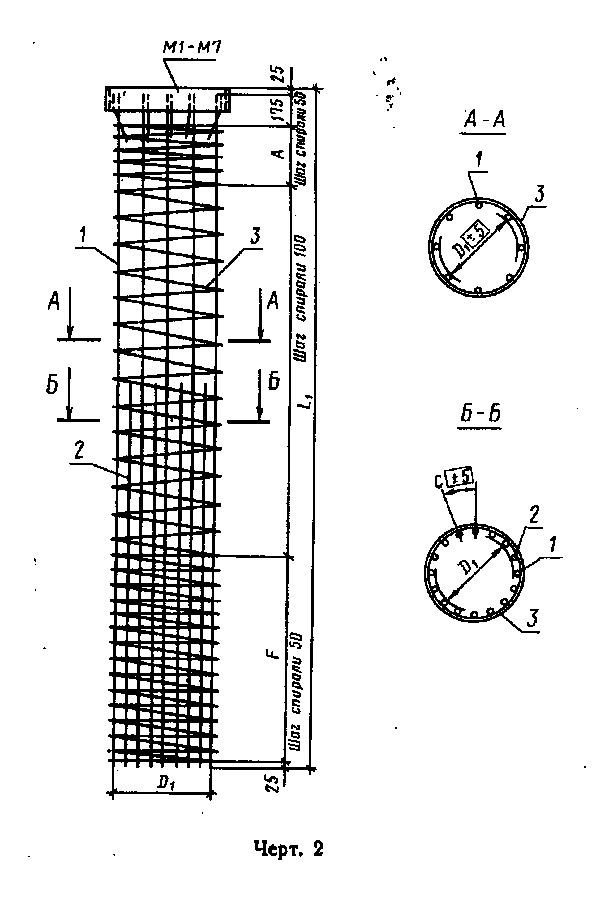 М1-М7
25
175
А
Шаг спирали 50
1
3
Шаг спирали 100
А
А
Б
Б
L₁
2
F
Шаг спирали 50
25
D₁
А-А
1
3
D₁±5
Б-Б
С ±5
2
1
D₁
3
Черт. 2